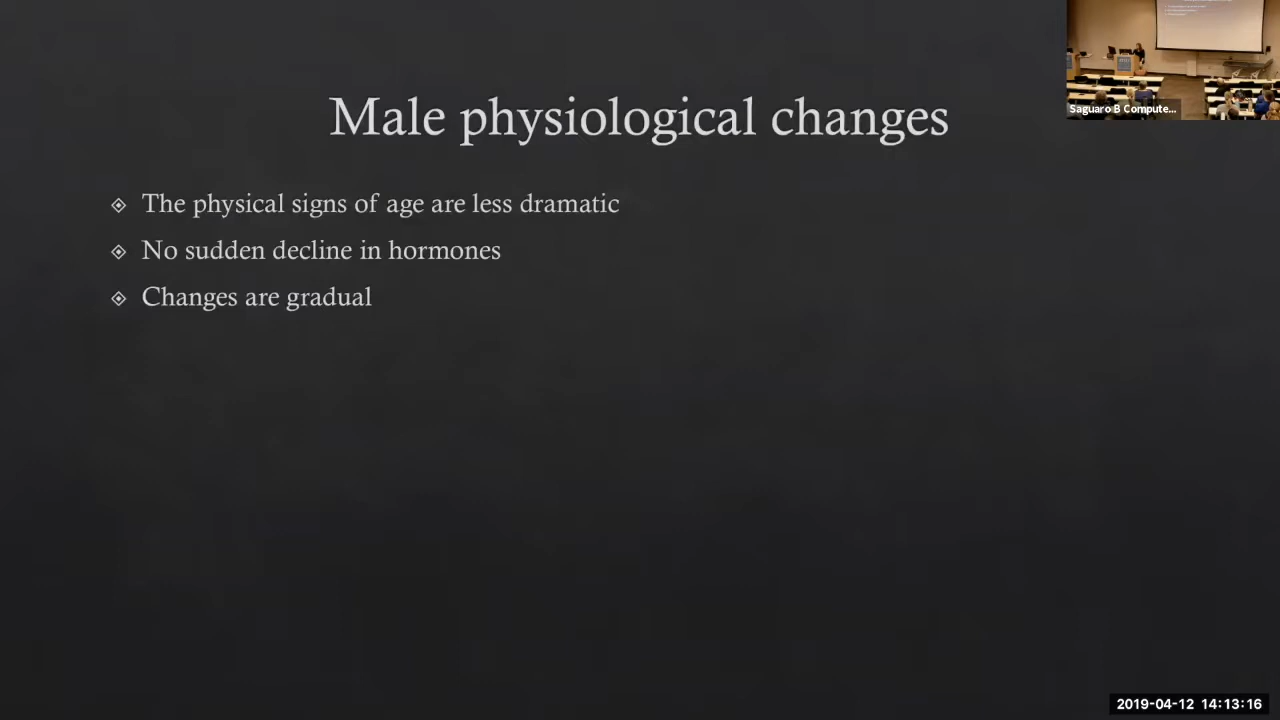 Male physiological changes
The physical signs of age are less dramatic
No sudden decline in hormones
Changes are gradual
Saguaro B Compute...
2019-04-12 14:13:16